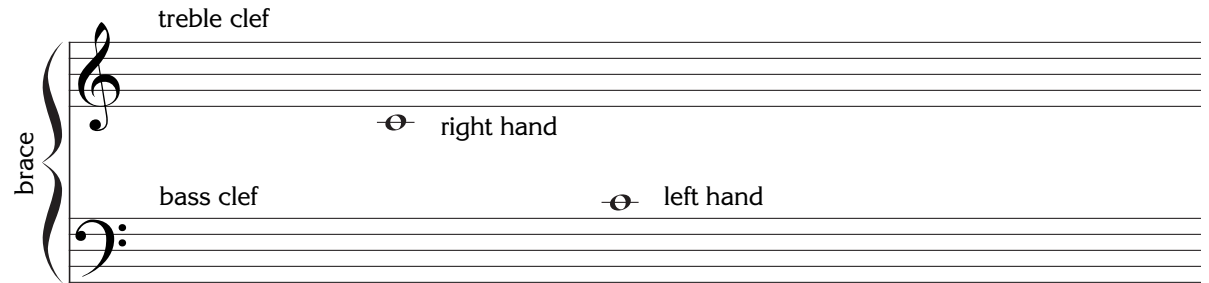 treble clef
right hand
brace
bass clef
left hand